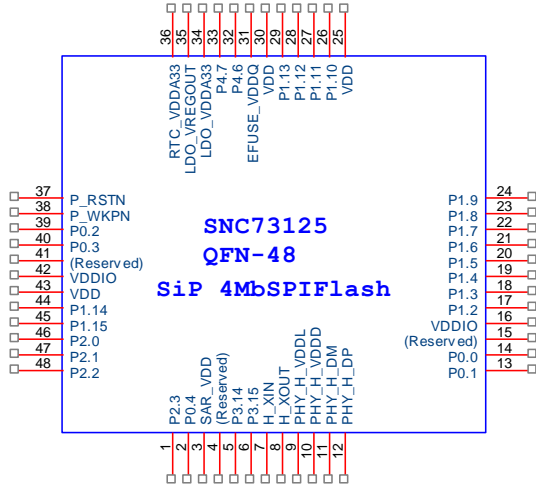 36
35
34
33
32
31
30
29
28
27
26
25
RTC_VDDA33
LDO_VREGOUT
LDO_VDDA33
P4.7
P4.6
EFUSE_VDDQ
VDD
P1.13
P1.12
P1.11
P1.10
VDD
37 P_RSTN
38 P_WKPN
39 P0.2
40 P0.3
41 (Reserved)
42 VDDIO
43 VDD
44 P1.14
45 P1.15
46 P2.0
47 P2.1
48 P2.2
SNC73125
QFN-48
SiP 4MbSPIFlash
P1.9 24
P1.8 23
P1.7 22
P1.6 21
P1.5 20
P1.4 19
P1.3 18
P1.2 17
VDDIO 16
(Reserved) 15
P0.0 14
P0.1 13
P2.3
P0.4
SAR_VDD
(Reserved)
P3.14
P3.15
H_XIN
H_XOUT
PHY_H_VDDL
PHY_H_VDDD
PHY_H_DM
PHY_H_DP
1
2
3
4
5
6
7
8
9
10
11
12